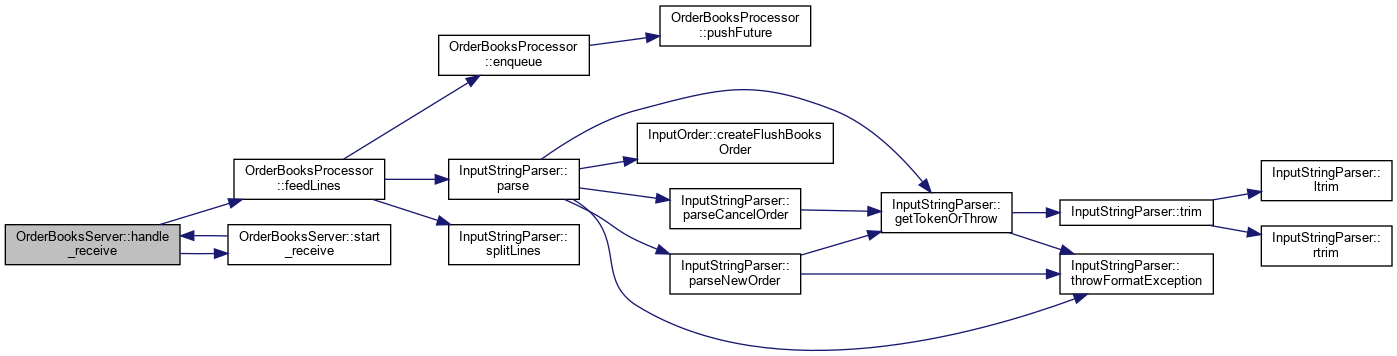 OrderBooksProcessor
::pushFuture
OrderBooksProcessor
::enqueue
InputOrder::createFlushBooks
Order
OrderBooksProcessor
::feedLines
InputStringParser::
parse
InputStringParser::
ltrim
InputStringParser::
parseCancelOrder
InputStringParser::
getTokenOrThrow
InputStringParser::trim
OrderBooksServer::handle
_receive
OrderBooksServer::start
_receive
InputStringParser::
splitLines
InputStringParser::
rtrim
InputStringParser::
parseNewOrder
InputStringParser::
throwFormatException